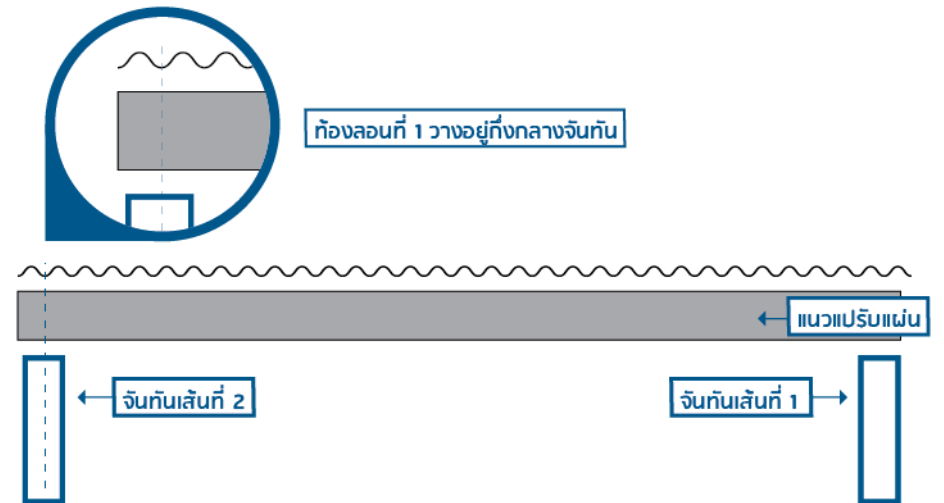 ท้องลอนที่ 1 วางอยู่กึ่งกลางจันทัน
แนวแปรับแผ่น
จันทันเส้นที่ 2
จันทันเส้นที่ 1